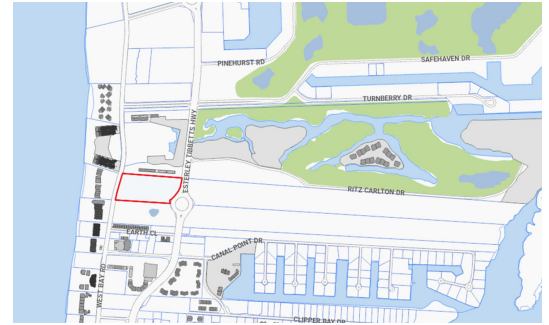 PINEHURST RD
SAFEHAVEN DR
TURNBERRY DR
ESTERLEY TIBBETTS HWY
RITZ CARLTON DR
EARTH CL
CANAL POINT DR
WEST BAY RD
CLIPPER BAY DR